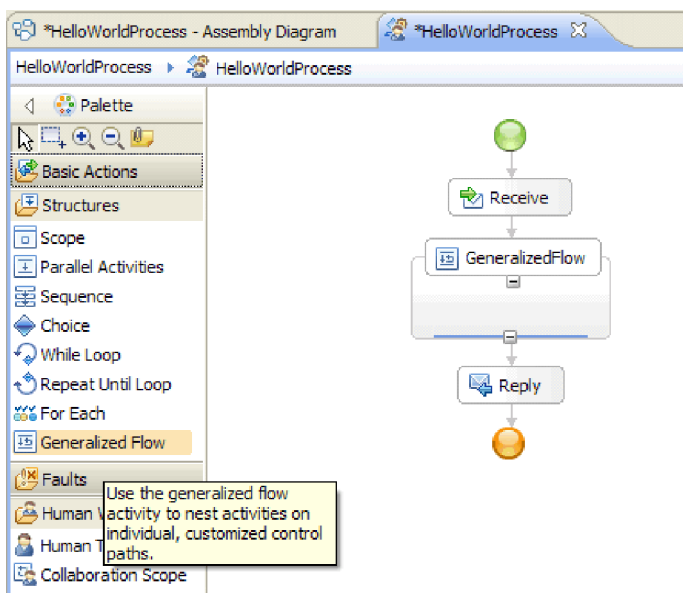 *HelloWorldProcess - Assembly Diagram
*HelloWorldProcess
HelloWorldProcess
HelloWorldProcess
Palette
Basic Actions
Structures
Scope
Parallel Activities
Sequence
Choice
While Loop
Repeat Until Loop
For Each
Generalized Flow
Faults
Human
Human
Collaboration Scope
Use the generalized flow
activity to nest activities on
individual, customized control
paths.
Receive
GeneralizedFlow
Reply